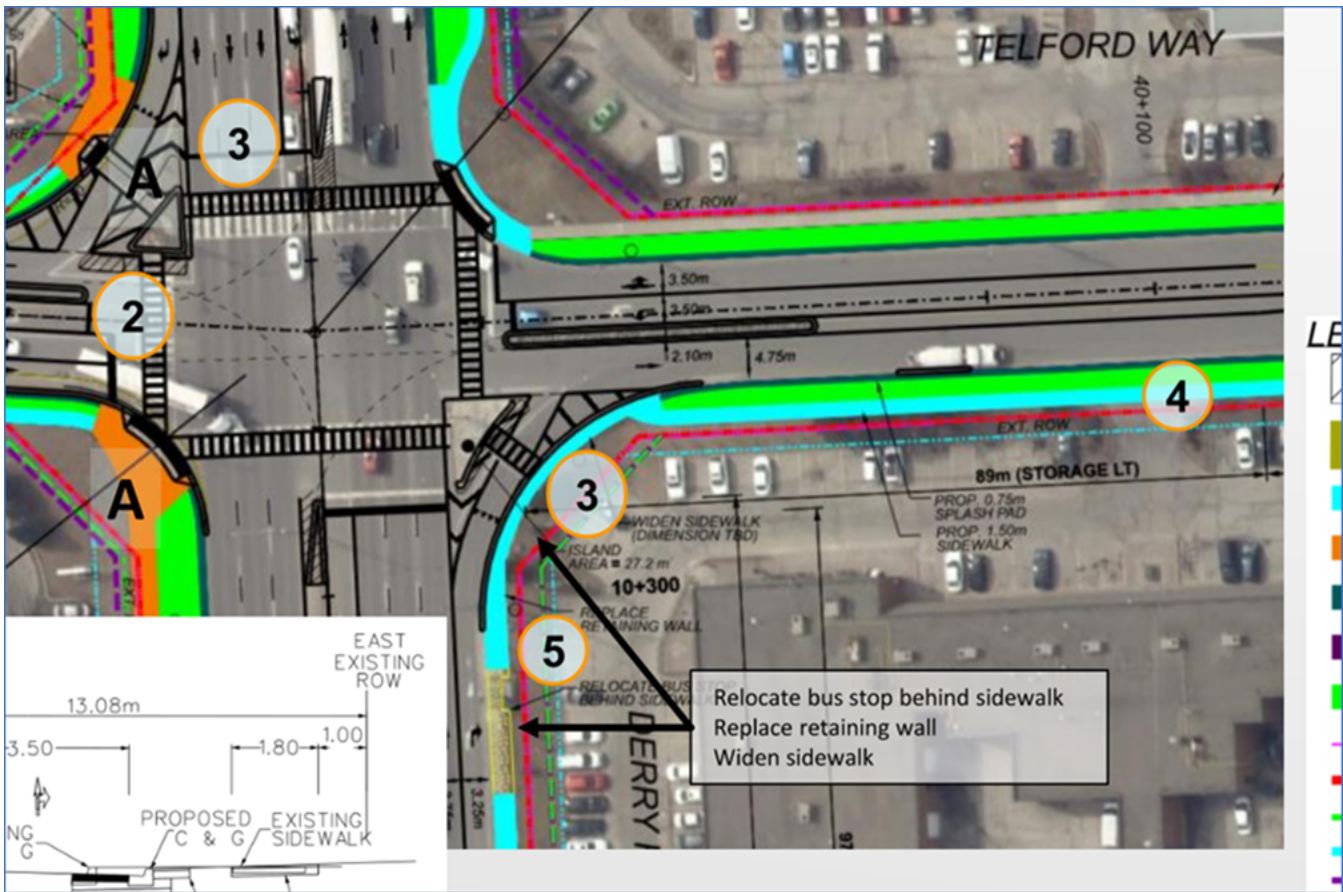 TELFORD WAY
40+100
3
A
EXT. ROW
3.50m
3.50m
2
2.10m
4.75m
4
EXT. ROW
89m (STORAGE LT)
PROP. 0.75m
SPLASH PAD
PROP. 1.50m
SIDEWALK
3
WIDEN SIDEWALK
(DIMENSION TBD)
A
ISLAND
AREA = 27.2 m
10+300
REPLACE
RETAINING WALL
5
RELOCATE BUS STOP
BEHIND SIDEWALK
Relocate bus stop behind sidewalk
Replace retaining wall
Widen sidewalk
DERRY
3.25m
97
EXT.
EAST
EXISTING
ROW
13.08m
3.50
1.80
1.00
PROPOSED
C & G
EXISTING
SIDEWALK
NG
G
LE